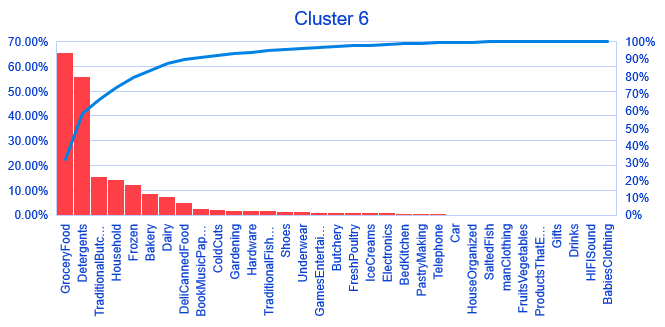 Cluster 6
70.00%
60.00%
50.00%
40.00%
30.00%
20.00%
10.00%
0.00%
100%
90%
80%
70%
60%
50%
40%
30%
20%
10%
0%
GroceryFood
Detergents
TraditionalButc...
Household
Frozen
Bakery
Dairy
DeliCannedFood
BookMusicPap...
ColdCuts
Gardening
Hardware
TraditionalFish...
Shoes
Underwear
GamesEntertai...
Butchery
FreshPoultry
IceCreams
Electronics
BedKitchen
PastryMaking
Telephone
Car
HouseOrganized
SaltedFish
manClothing
FruitsVegetables
ProductsThatE...
Gifts
Drinks
HIFISound
BabiesClothing